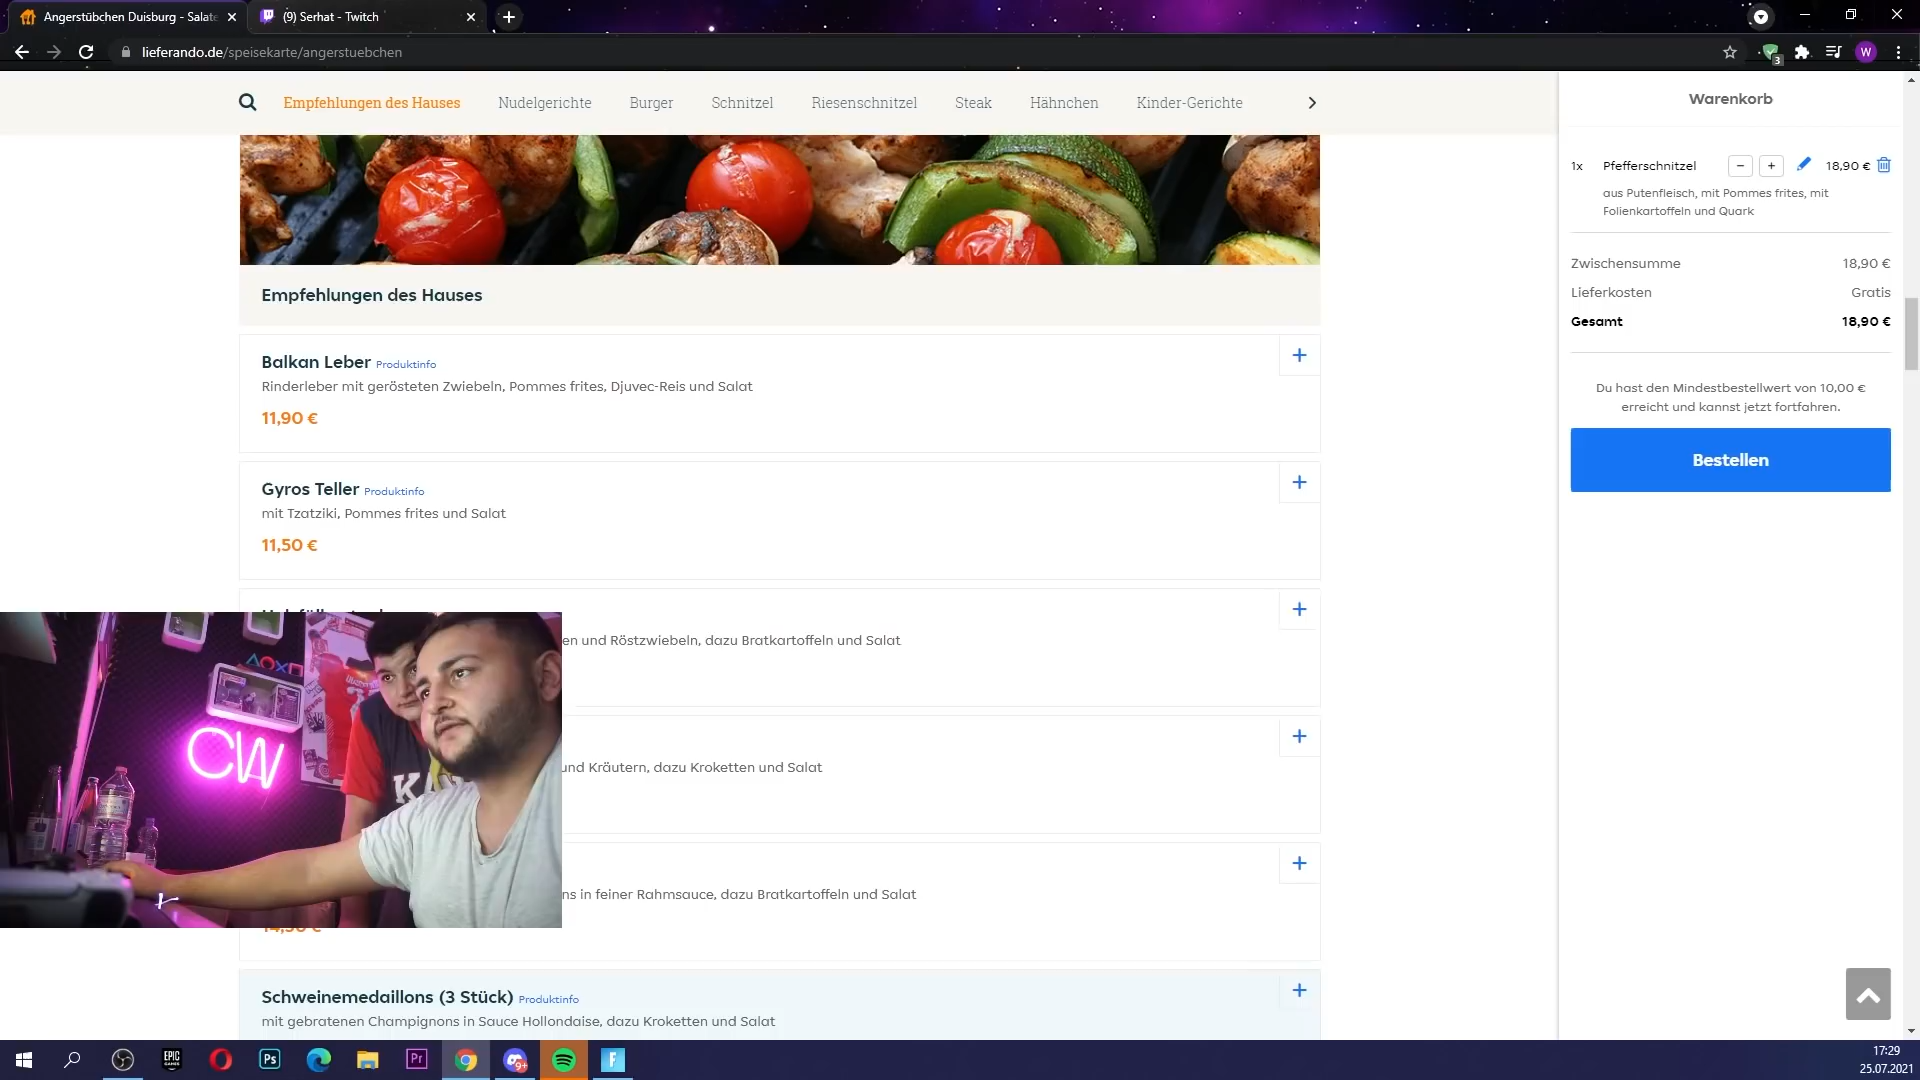 Angerstübchen Duisburg - Salate
(9) Serhat - Twitch
lieferando.de/speisekarte/angerstuebchen
3
W
Empfehlungen des Hauses
Nudelgerichte
Burger
Schnitzel
Riesenschnitzel
Steak
Hähnchen
Kinder-Gerichte
Empfehlungen des Hauses
Balkan Leber Produktinfo
Rinderleber mit gerösteten Zwiebeln, Pommes frites, Djuvec-Reis und Salat
11,90 €
Gyros Teller Produktinfo
mit Tzatziki, Pommes frites und Salat
11,50 €
en und Röstzwiebeln, dazu Bratkartoffeln und Salat
und Kräutern, dazu Kroketten und Salat
ns in feiner Rahmsauce, dazu Bratkartoffeln und Salat
Schweinemedaillons (3 Stück) Produktinfo
mit gebratenen Champignons in Sauce Hollondaise, dazu Kroketten und Salat
CW
Warenkorb
1x Pfefferschnitzel − + 18,90 €
aus Putenfleisch, mit Pommes frites, mit
Folienkartoffeln und Quark
Zwischensumme 18,90 €
Lieferkosten Gratis
Gesamt 18,90 €
Du hast den Mindestbestellwert von 10,00 €
erreicht und kannst jetzt fortfahren.
Bestellen
EPIC
GAMES
Ps
Pr
9+
F
17:29
25.07.2021